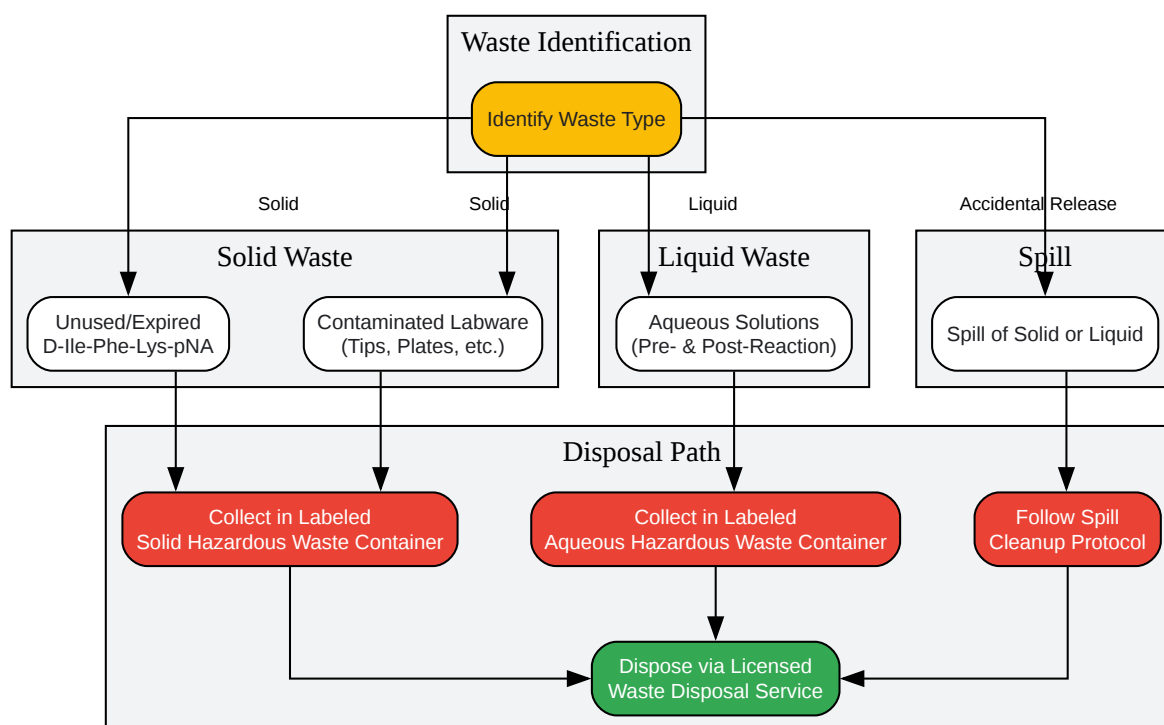 Waste Identification
Identify Waste Type
Solid
Solid
Liquid
Accidental Release
Solid Waste
Liquid Waste
Spill
Unused/Expired
D-Ile-Phe-Lys-pNA
Contaminated Labware
(Tips, Plates, etc.)
Aqueous Solutions
(Pre- & Post-Reaction)
Spill of Solid or Liquid
Disposal Path
Collect in Labeled
Solid Hazardous Waste Container
Collect in Labeled
Aqueous Hazardous Waste Container
Follow Spill
Cleanup Protocol
Dispose via Licensed
Waste Disposal Service